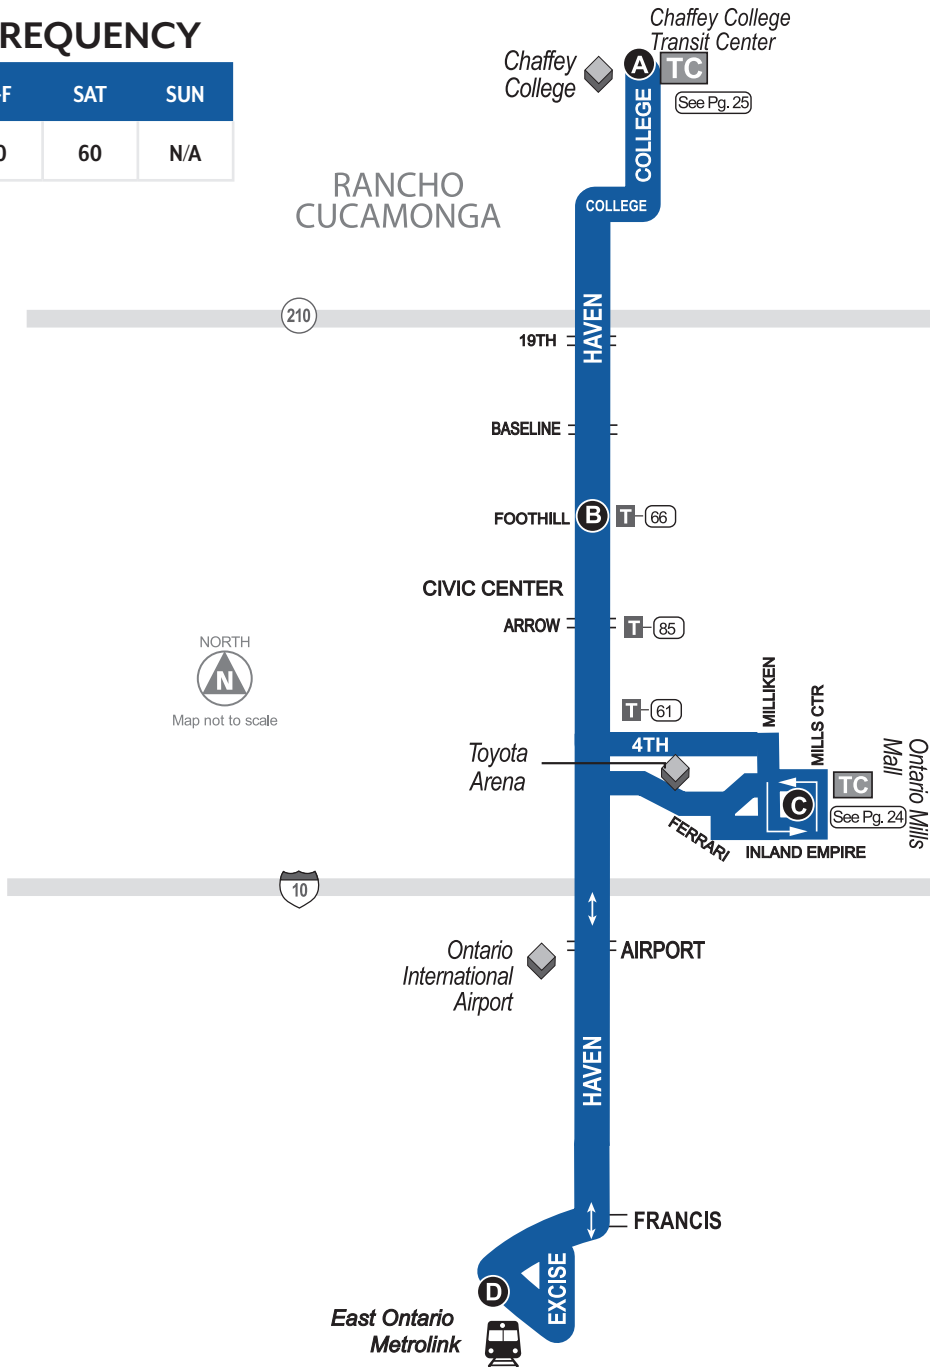 REQUENCY
F SAT SUN
0 60 N/A
Chaffey College
Transit Center
Chaffey
College
A
TC
See Pg. 25
COLLEGE
COLLEGE
RANCHO
CUCAMONGA
210
HAVEN
19TH
BASELINE
FOOTHILL
B
T
66
CIVIC CENTER
ARROW
T
85
NORTH
N
Map not to scale
T
61
MILLIKEN
MILLS CTR
4TH
Toyota
Arena
Ontario Mills
Mall
TC
C
See Pg. 24
FERRARI
INLAND EMPIRE
10
Ontario
International
Airport
AIRPORT
HAVEN
FRANCIS
EXCISE
D
East Ontario
Metrolink